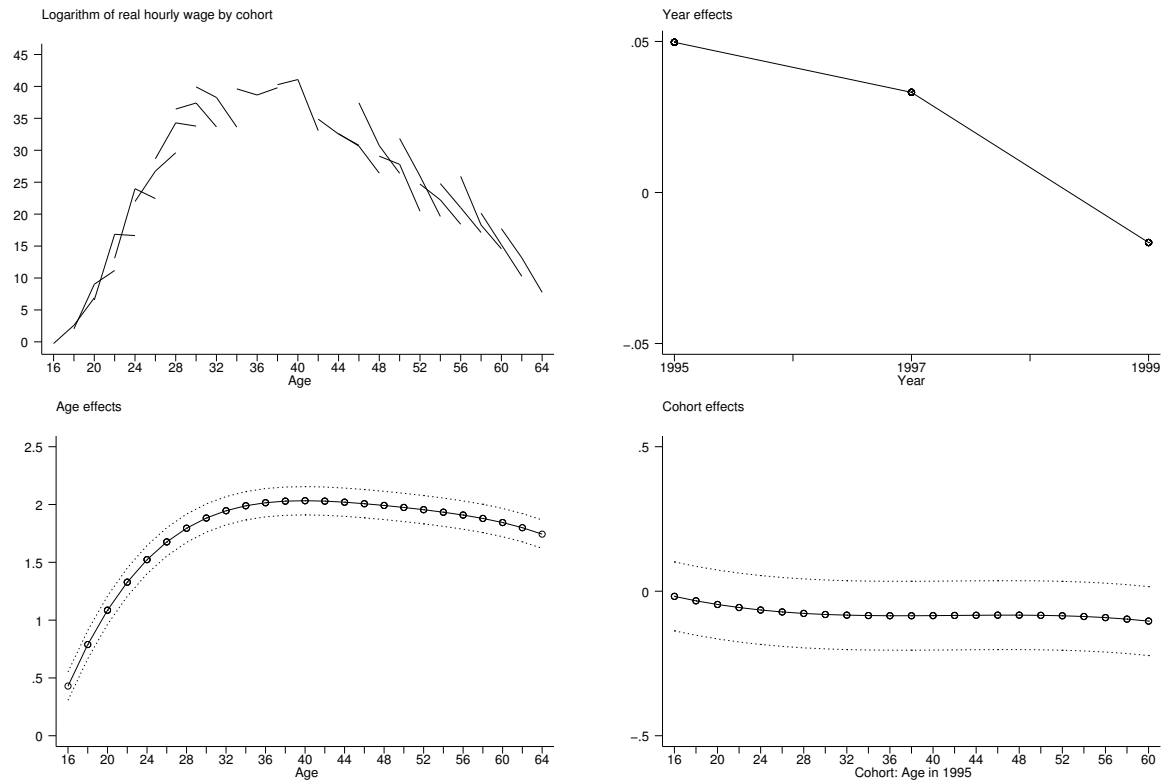 Logarithm of real hourly wage by cohort
45
40
35
30
25
20
15
10
5
0
16 20 24 28 32 36 40 44 48 52 56 60 64
Age
Year effects
.05
0
−.05
1995 1997 1999
Year
Age effects
2.5
2
1.5
1
.5
0
16 20 24 28 32 36 40 44 48 52 56 60 64
Age
Cohort effects
.5
0
−.5
16 20 24 28 32 36 40 44 48 52 56 60
Cohort: Age in 1995